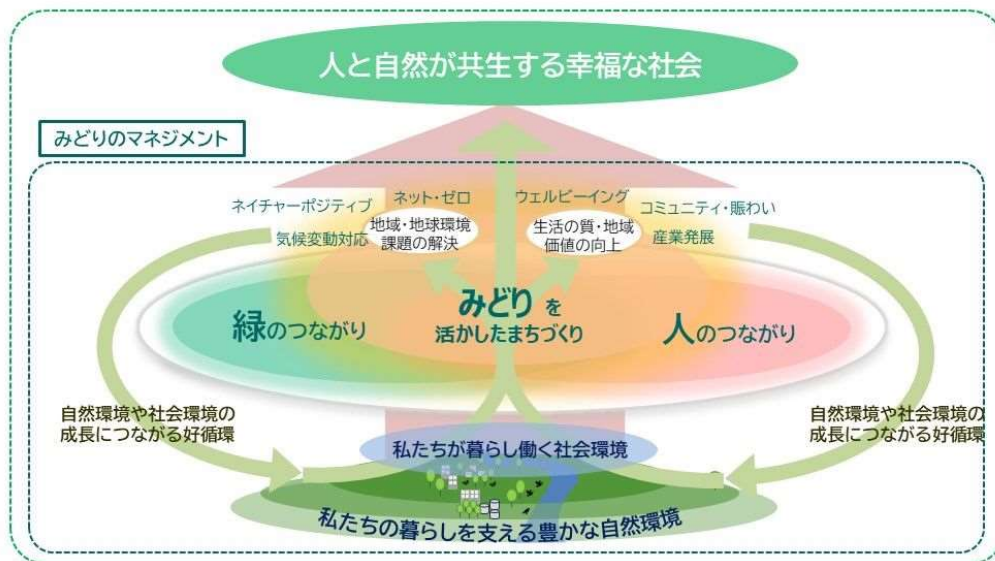 人と自然が共生する幸福な社会
みどりのマネジメント
ネイチャーポジティブ
ネット・ゼロ
ウェルビーイング
コミュニティ・賑わい
気候変動対応
地域・地球環境
課題の解決
生活の質・地域
価値の向上
産業発展
緑のつながり
みどりを
活かしたまちづくり
人のつながり
自然環境や社会環境の
成長につながる好循環
自然環境や社会環境の
成長につながる好循環
私たちが暮らし働く社会環境
私たちの暮らしを支える豊かな自然環境